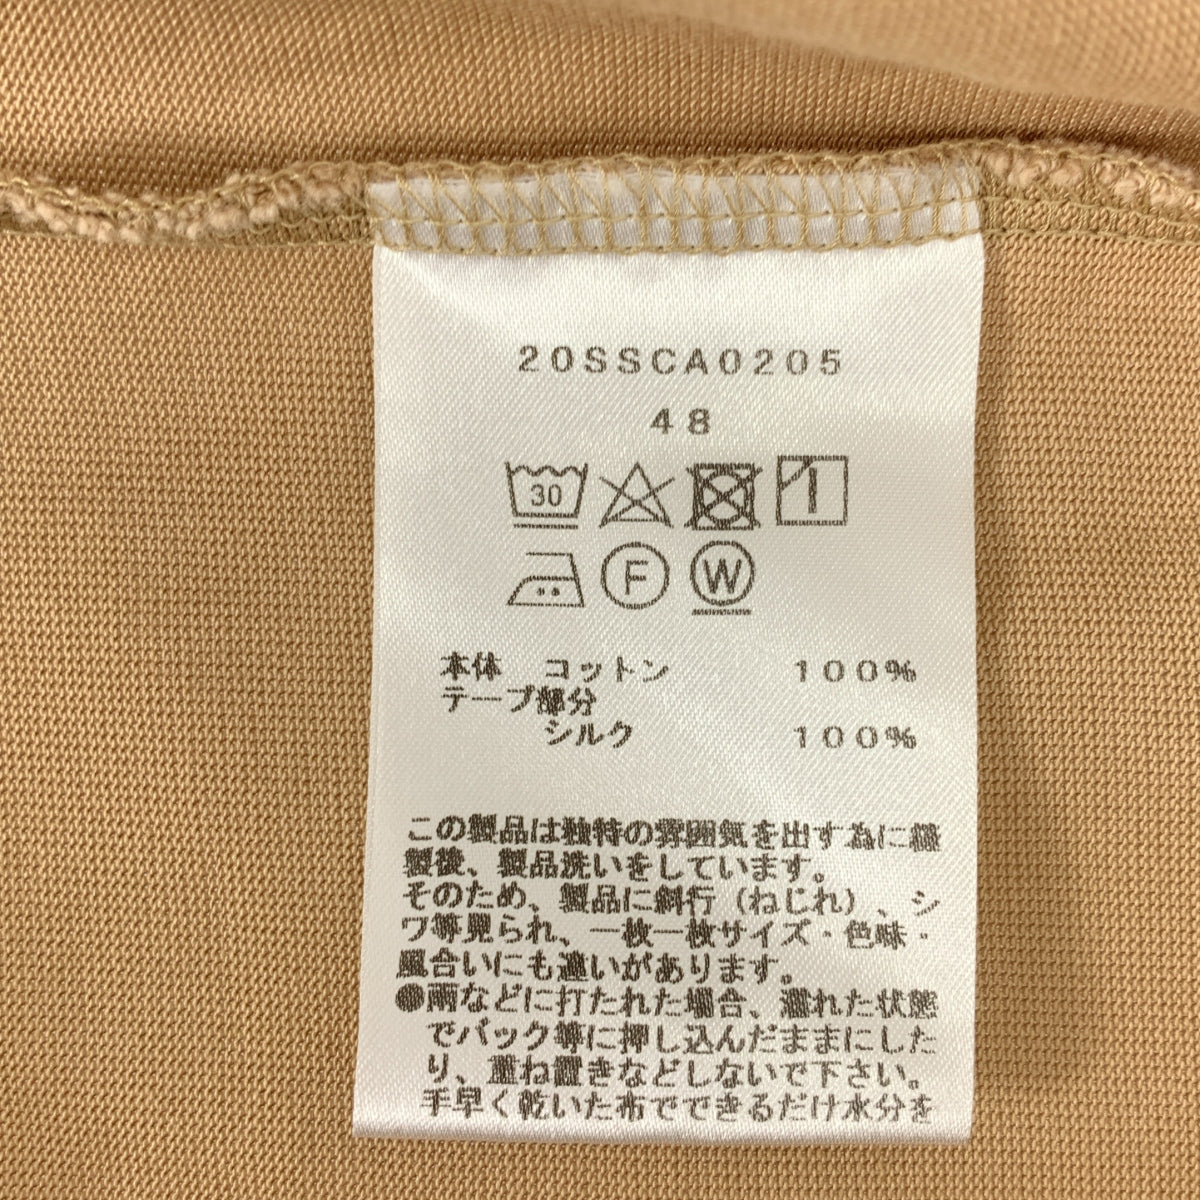 20SSCA0205
48
30
F
W
本体 コットン 100%
テープ部分
シルク 100%
この製品は独特の雰囲気を出す為に縫
製後、製品洗いをしています。
そのため、製品に斜行（ねじれ）、シ
ワ等見られ、一枚一枚サイズ・色味・
風合いにも違いがあります。
●雨などに打たれた場合、濡れた状態
でバック等に押し込んだままにした
り、重ね置きなどしないで下さい。
手早く乾いた布でできるだけ水分を